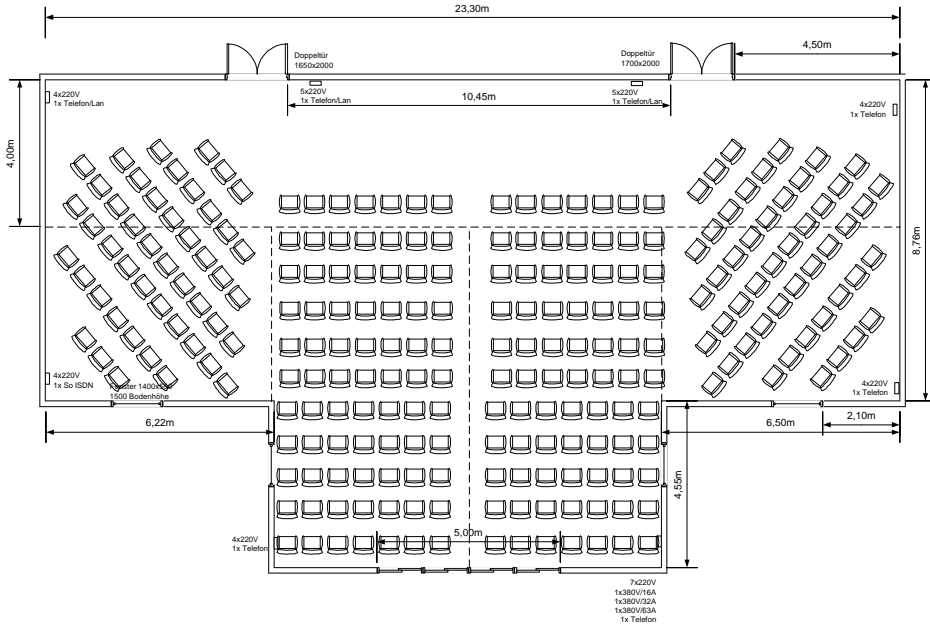 23,30m
4,50m
Doppeltür
1650x2000
Doppeltür
1700x2000
4x220V
1x Telefon/Lan
5x220V
1x Telefon/Lan
10,45m
5x220V
1x Telefon/Lan
4x220V
1x Telefon
4,00m
8,76m
4x220V
1x So ISDN
1400x
1500 Bodenhöhe
4x220V
1x Telefon
6,22m
6,50m
2,10m
4,55m
5,00m
4x220V
1x Telefon
7x220V
1x380V/16A
1x380V/32A
1x380V/63A
1x Telefon